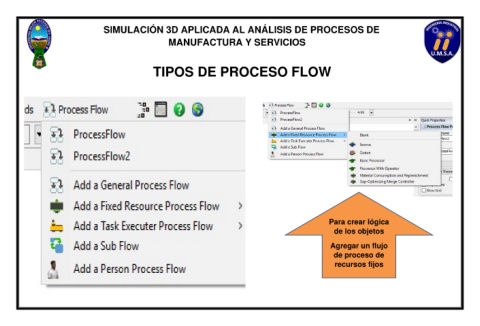 SIMULACIÓN 3D APLICADA AL ANÁLISIS DE PROCESOS DE
MANUFACTURA Y SERVICIOS
U.M.S.A.
TIPOS DE PROCESO FLOW
ds Process Flow
ProcessFlow
ProcessFlow2
Add a General Process Flow
Add a Fixed Resource Process Flow >
Add a Task Executer Process Flow >
Add a Sub Flow
Add a Person Process Flow
Process Flow
ProcessFlow
ProcessFlow2
Add a General Process Flow
Add a Fixed Resource Process Flow
Add a Task Executer Process Flow
Add a Sub Flow
Add a Person Process Flow
Quick Properties
Blank
Source
Queue
Basic Processor
Processor With Operator
Material Consumption and Replenishment
Gap-Optimizing Merge Controller
Para crear lógica
de los objetos
Agregar un flujo
de proceso de
recursos fijos